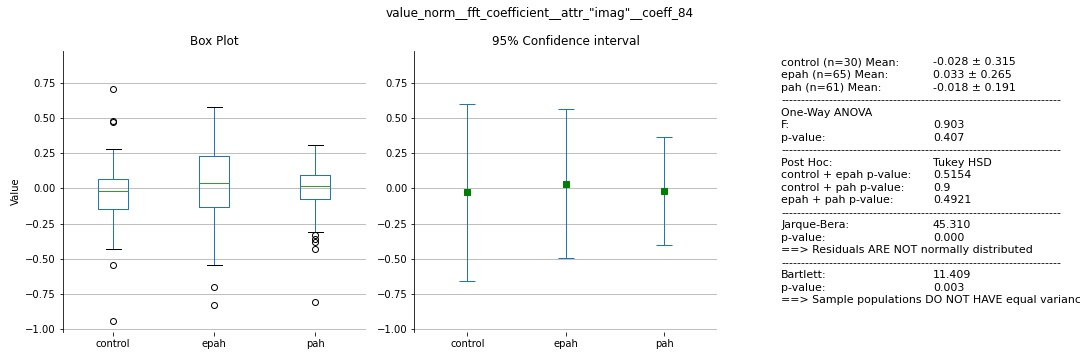 value_norm__fft_coefficient__attr_"imag"__coeff_84
Box Plot
95% Confidence interval
Value
0.75
0.50
0.25
0.00
−0.25
−0.50
−0.75
−1.00
control
epah
pah
0.75
0.50
0.25
0.00
−0.25
−0.50
−0.75
−1.00
control
epah
pah
control (n=30) Mean: -0.028 ± 0.315
epah (n=65) Mean: 0.033 ± 0.265
pah (n=61) Mean: -0.018 ± 0.191
One-Way ANOVA
F: 0.903
p-value: 0.407
Post Hoc: Tukey HSD
control + epah p-value: 0.5154
control + pah p-value: 0.9
epah + pah p-value: 0.4921
Jarque-Bera: 45.310
p-value: 0.000
==> Residuals ARE NOT normally distributed
Bartlett: 11.409
p-value: 0.003
==> Sample populations DO NOT HAVE equal varianc